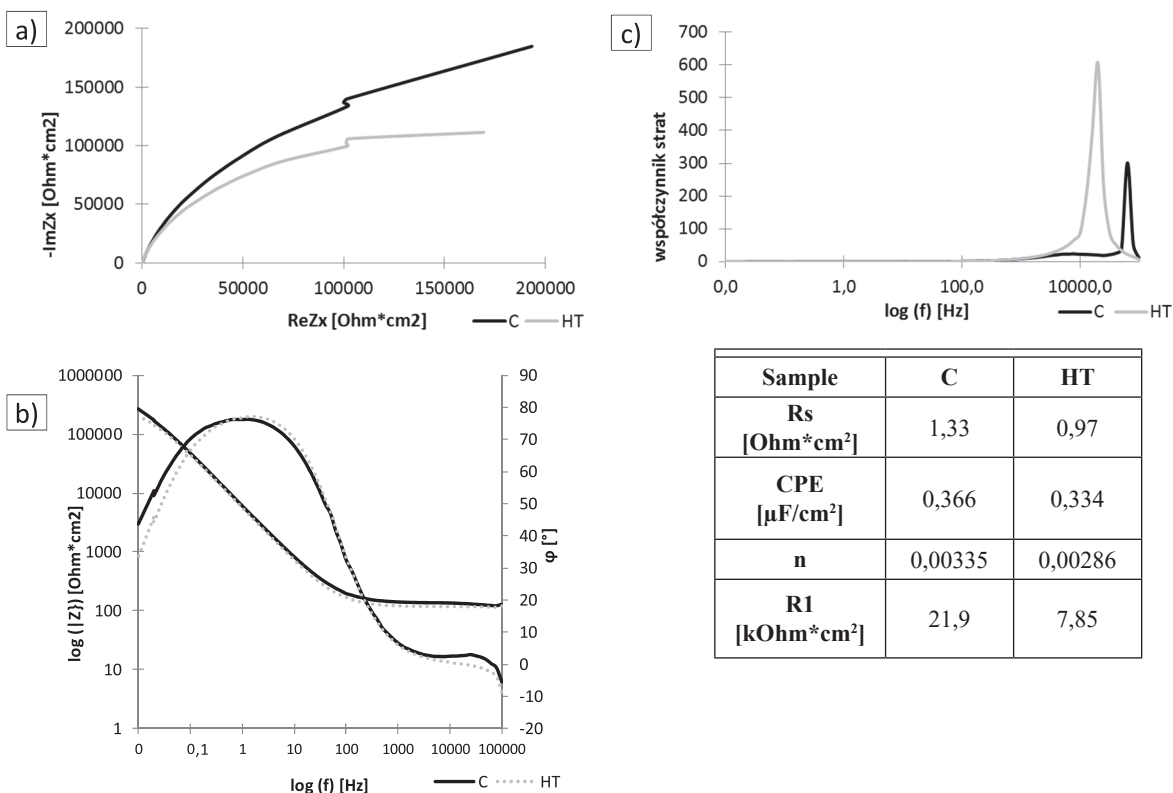 a)
200000
150000
100000
50000
0
-ImZx [Ohm*cm2]
0 50000 100000 150000 200000
ReZx [Ohm*cm2]
C HT
b)
1000000
100000
10000
1000
100
10
1
log (|Z|) [Ohm*cm2]
90
80
70
60
50
40
30
20
10
0
-10
-20
φ [°]
0 0,1 1 10 100 1000 10000 100000
log (f) [Hz]
C HT
c)
700
600
500
400
300
200
100
0
współczynnik strat
0,0 1,0 100,0 10000,0
log (f) [Hz]
C HT
Sample C HT
Rs
[Ohm*cm²] 1,33 0,97
CPE
[µF/cm²] 0,366 0,334
n 0,00335 0,00286
R1
[kOhm*cm²] 21,9 7,85